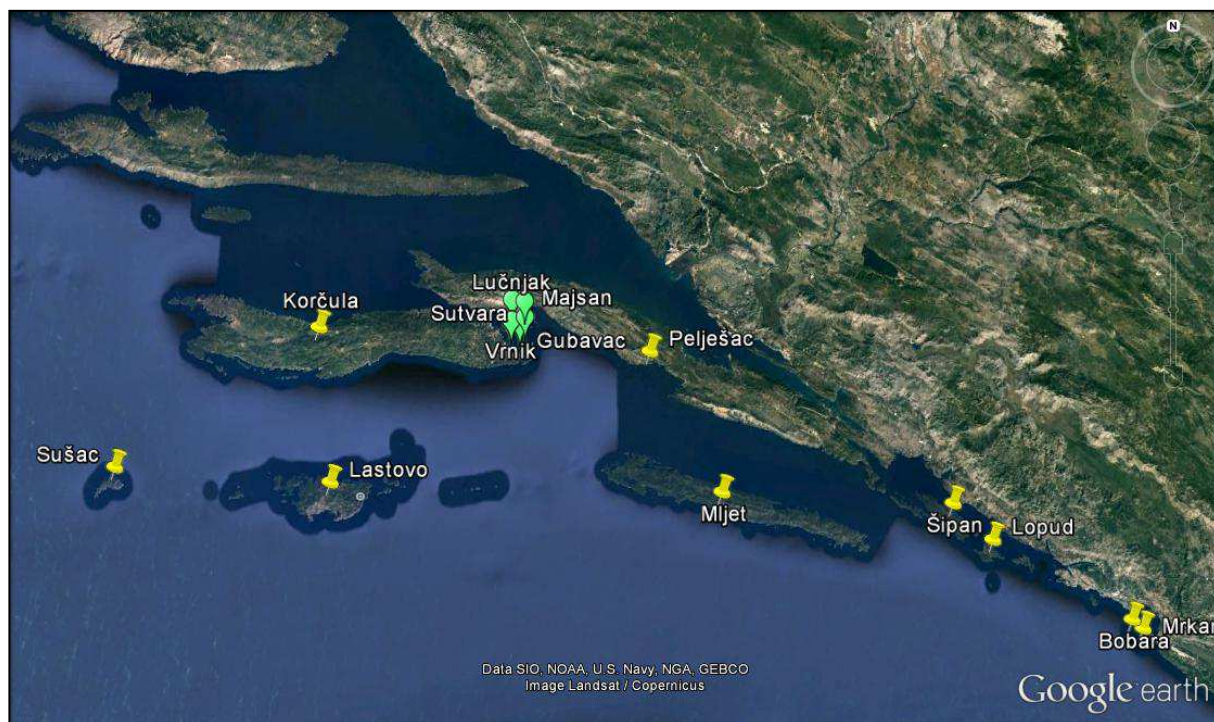 N
Lučnjak
Korčula
Majsan
Sutvara
Gubavac
Pelješac
Vrnik
Sušac
Lastovo
Mljet
Šipan
Lopud
Mrkan
Bobara
Data SIO, NOAA, U.S. Navy, NGA, GEBCO
Image Landsat / Copernicus
Google earth